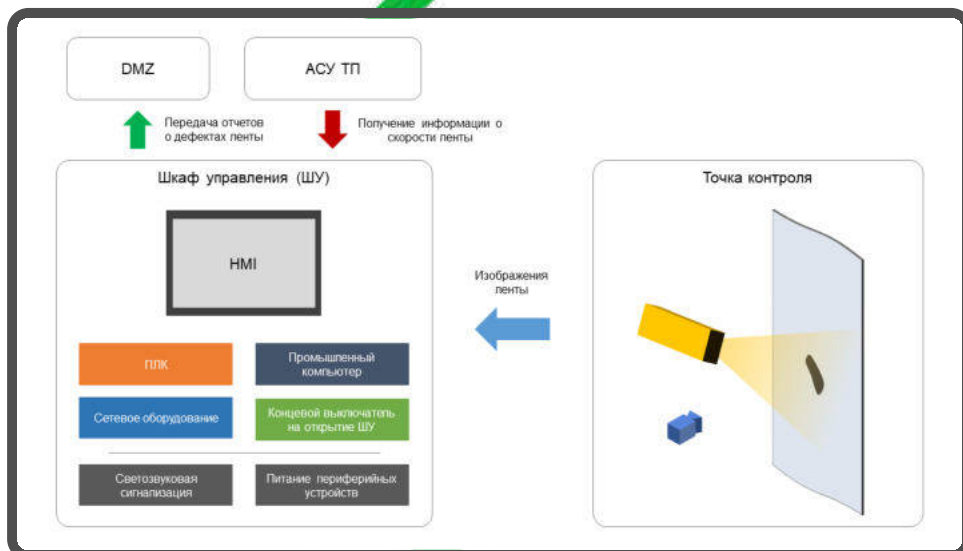 DMZ
АСУ ТП
Передача отчетов
о дефектах ленты
Получение информации о
скорости ленты
Шкаф управления (ШУ)
HMI
ПЛК
Промышленный
компьютер
Сетевое оборудование
Концевой выключатель
на открытие ШУ
Светозвуковая
сигнализация
Питание периферийных
устройств
Изображения
ленты
Точка контроля